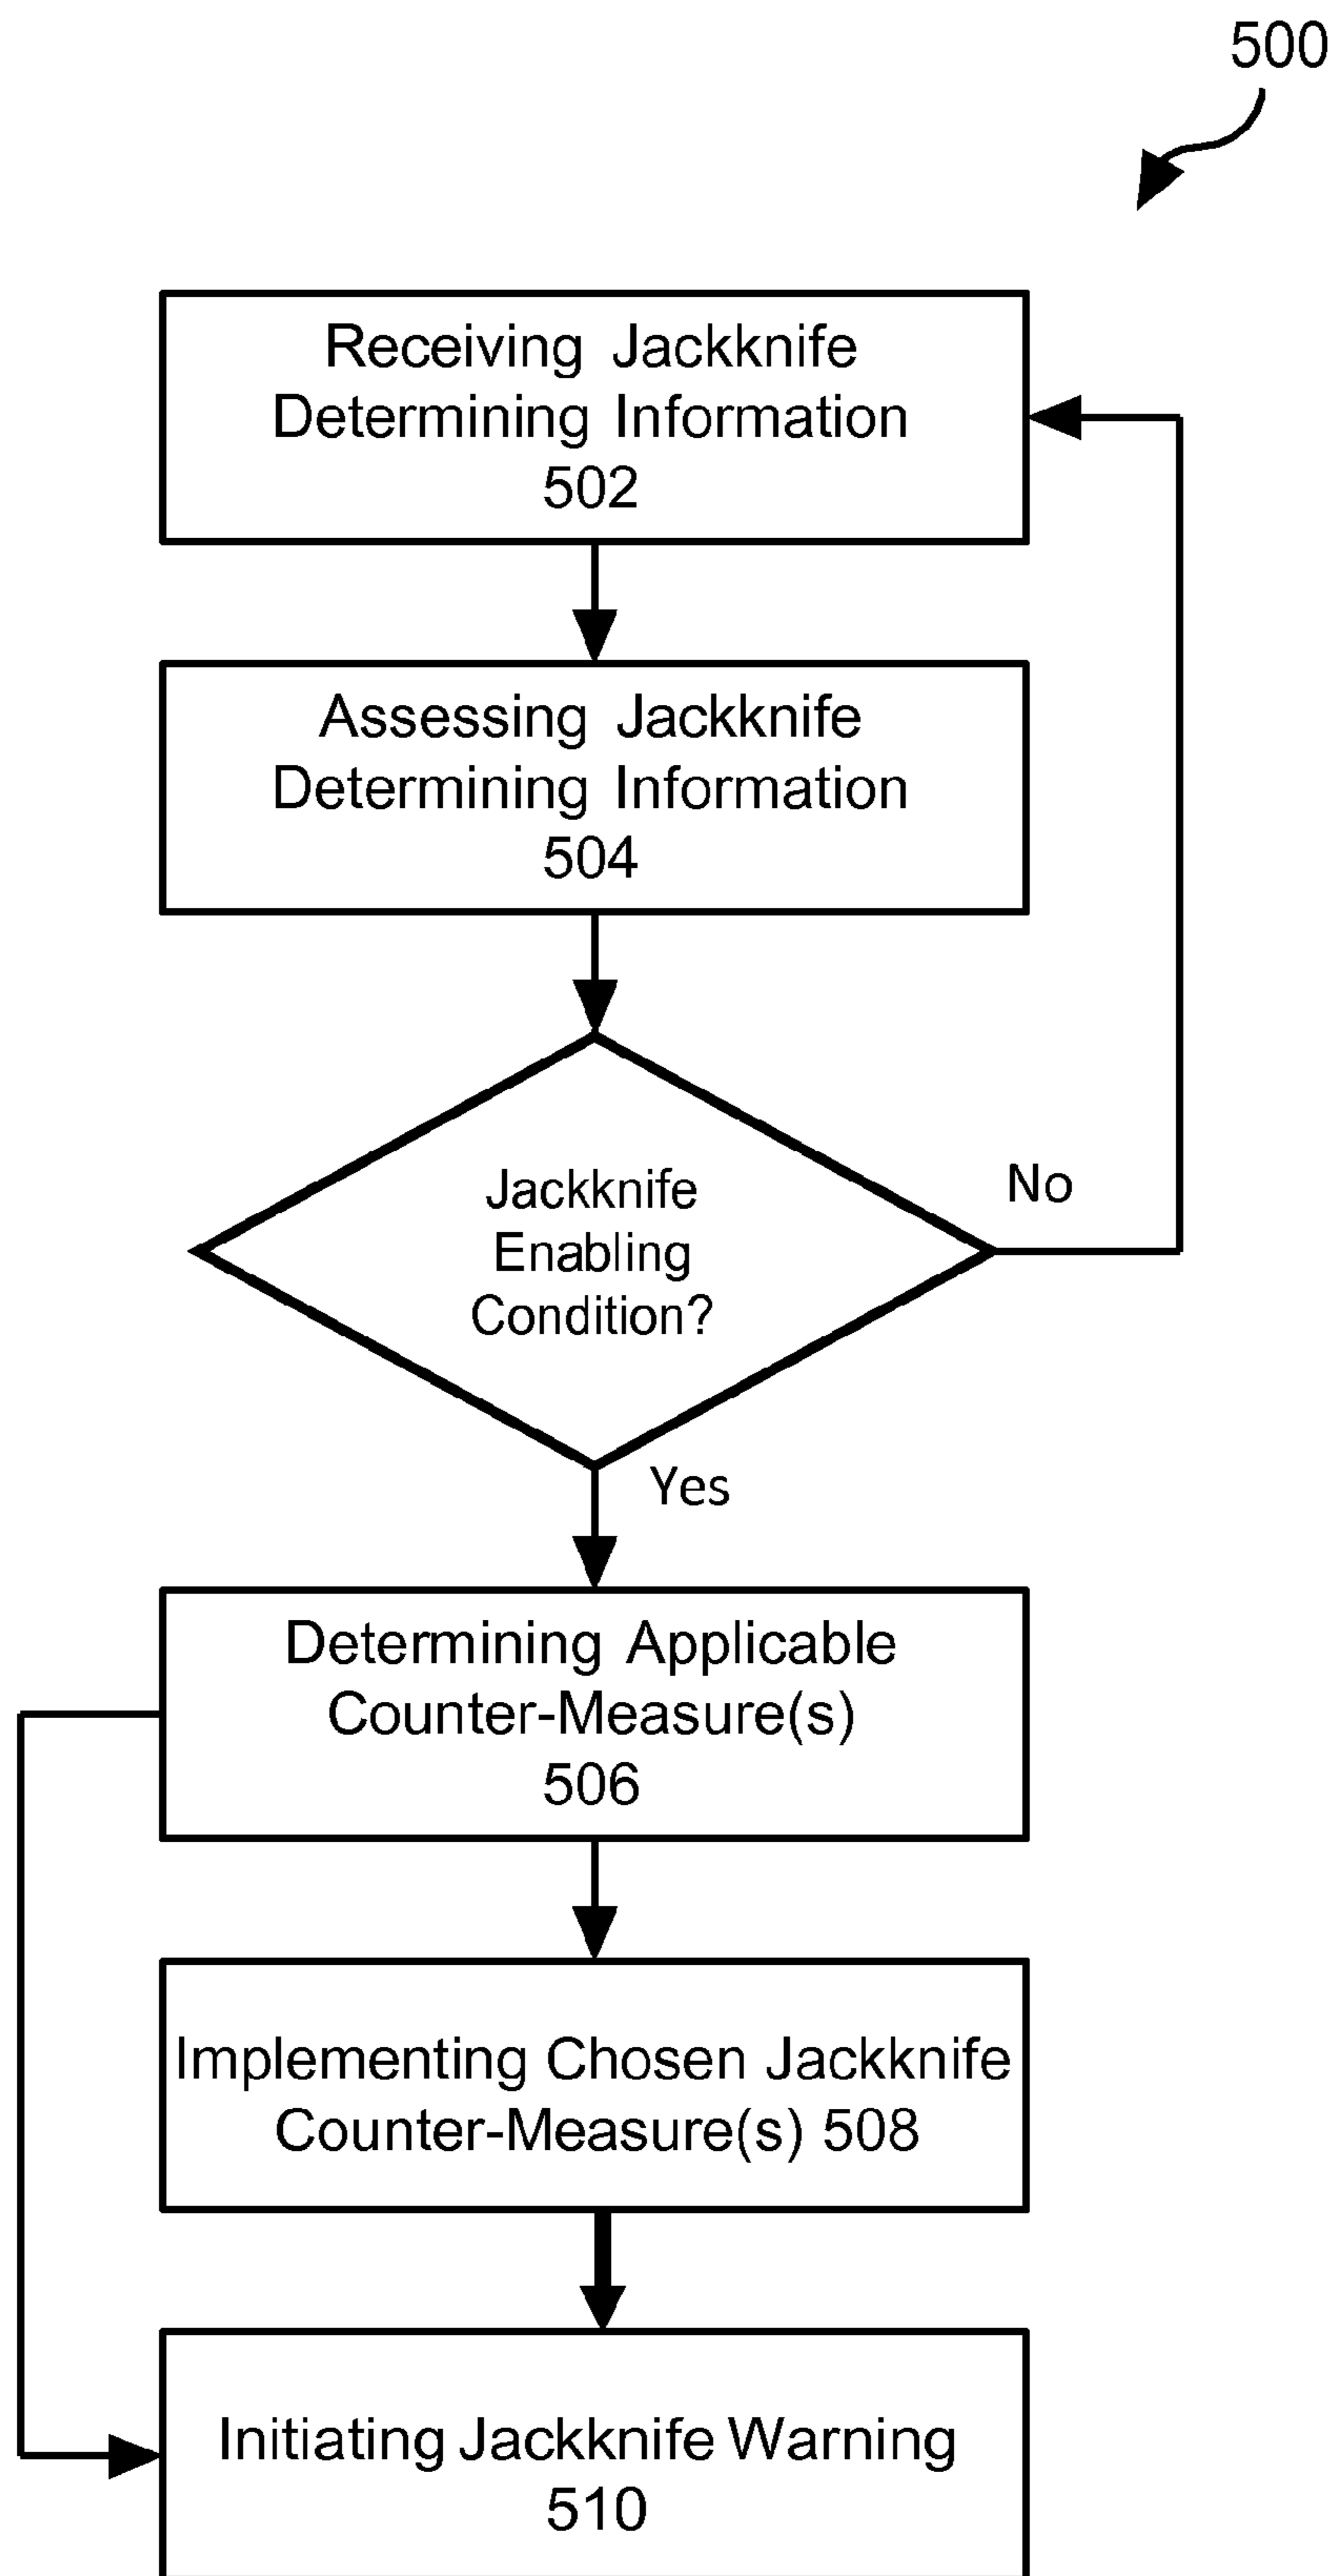 500
Receiving Jackknife
Determining Information
502
Assessing Jackknife
Determining Information
504
Jackknife
Enabling
Condition?
No
Yes
Determining Applicable
Counter-Measure(s)
506
Implementing Chosen Jackknife
Counter-Measure(s) 508
Initiating Jackknife Warning
510